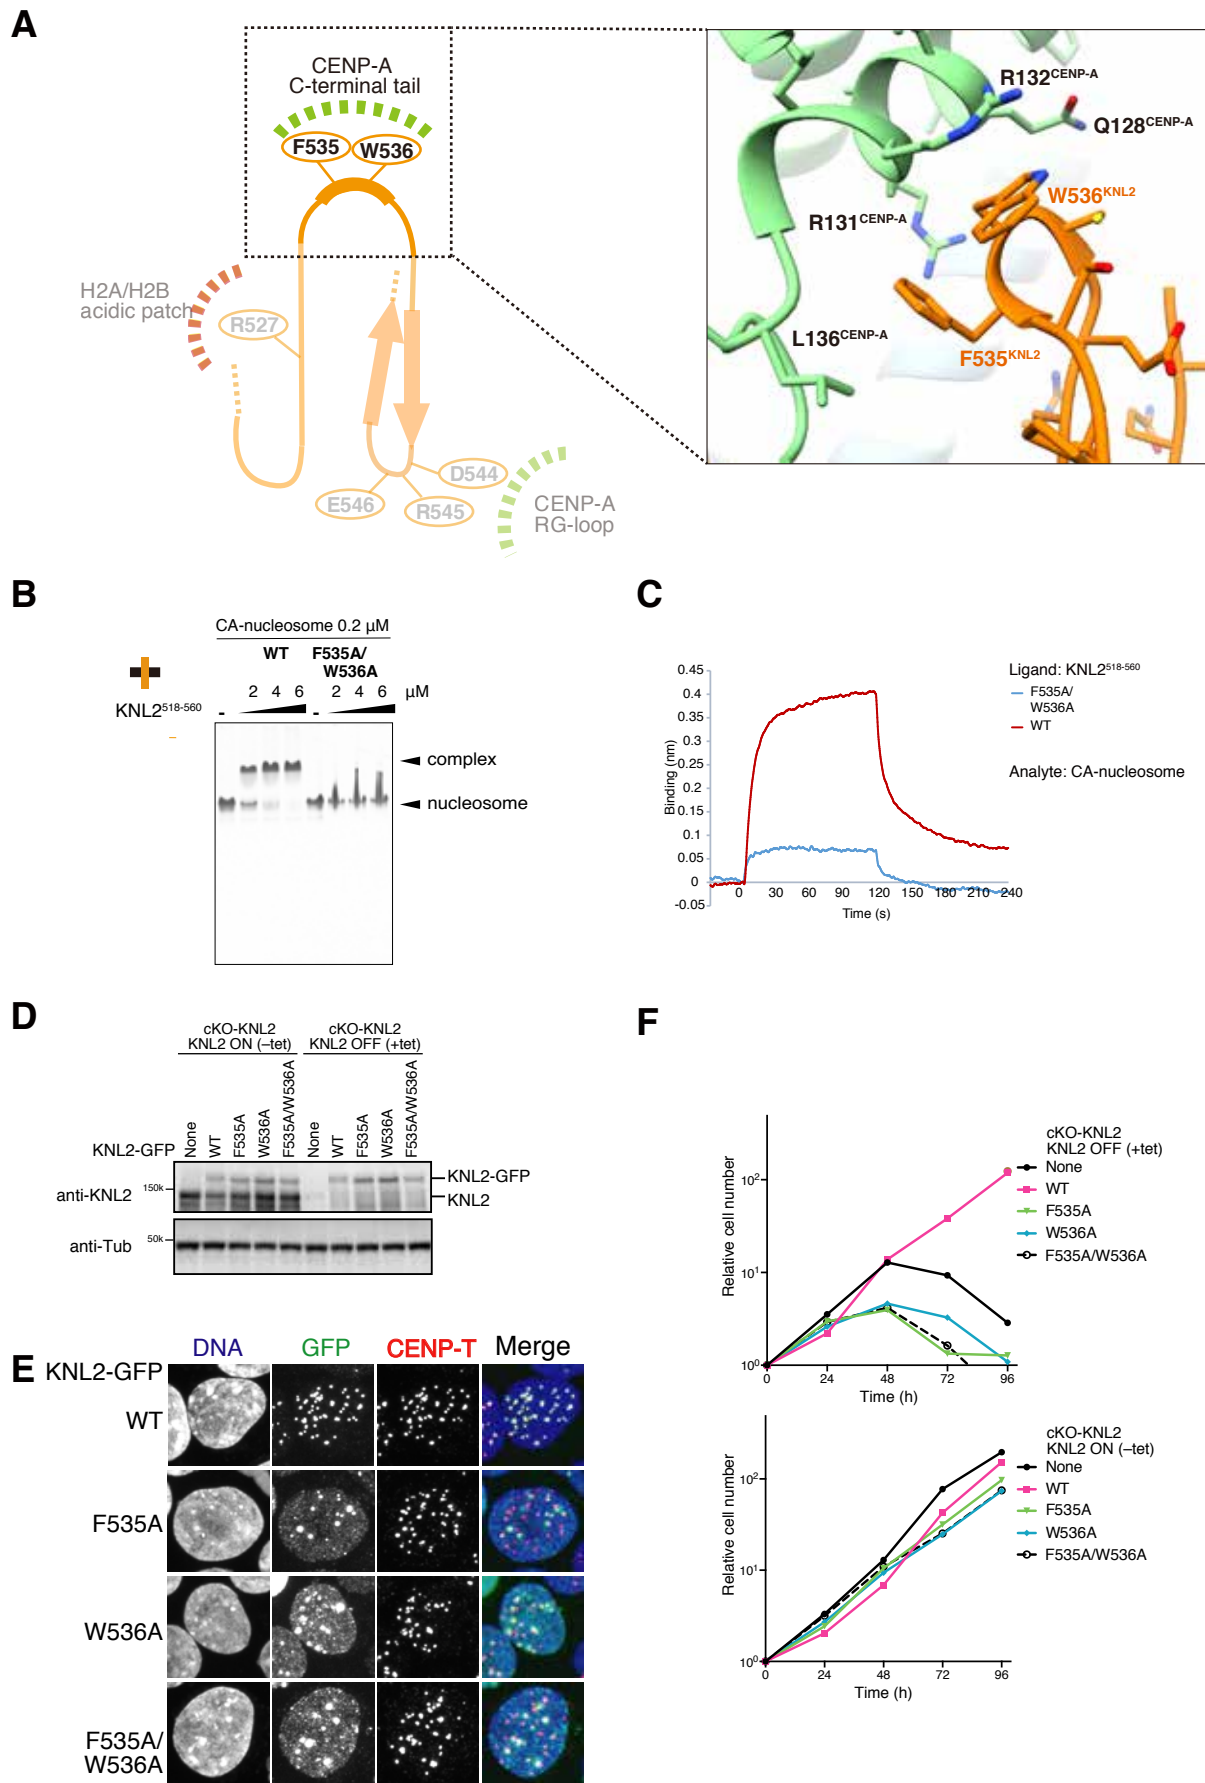 A
CENP-A
C-terminal tail
F535
W536
H2A/H2B
acidic patch
R527
E546
R545
D544
CENP-A
RG-loop
R132CENP-A
Q128CENP-A
W536KNL2
R131CENP-A
L136CENP-A
F535KNL2
B
CA-nucleosome 0.2 μM
WT
F535A/
W536A
KNL2518-560
- 2 4 6 - 2 4 6 μM
complex
nucleosome
C
0.45
0.4
0.35
0.3
0.25
0.2
0.15
0.1
0.05
0
-0.05
Binding (nm)
0 30 60 90 120 150 180 210 240
Time (s)
Ligand: KNL2518-560
F535A/
W536A
WT
Analyte: CA-nucleosome
D
cKO-KNL2
KNL2 ON (–tet)
cKO-KNL2
KNL2 OFF (+tet)
KNL2-GFP
None
WT
F535A
W536A
F535A/W536A
None
WT
F535A
W536A
F535A/W536A
anti-KNL2
150k
KNL2-GFP
KNL2
anti-Tub
50k
E
DNA GFP CENP-T Merge
KNL2-GFP
WT
F535A
W536A
F535A/
W536A
F
Relative cell number
10²
10¹
10⁰
0 24 48 72 96
Time (h)
cKO-KNL2
KNL2 OFF (+tet)
None
WT
F535A
W536A
F535A/W536A
Relative cell number
10²
10¹
10⁰
0 24 48 72 96
Time (h)
cKO-KNL2
KNL2 ON (–tet)
None
WT
F535A
W536A
F535A/W536A